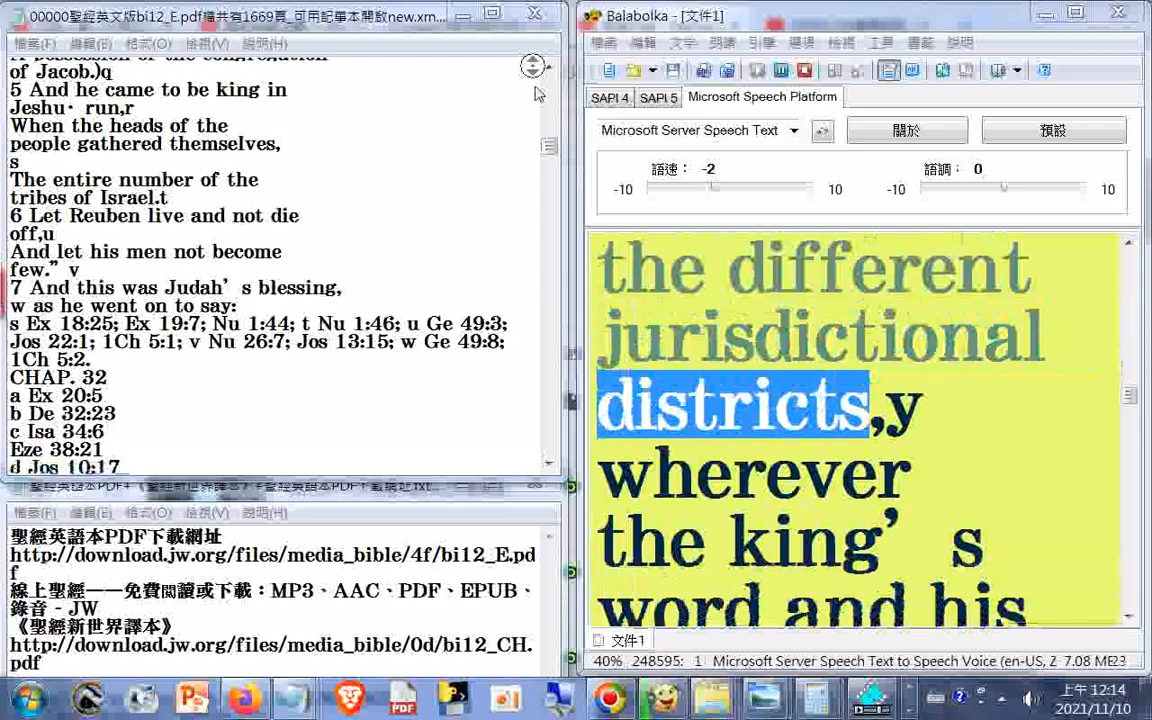 00000聖經英文版bi12_E.pdf檔共有1669頁_可用記事本開啟new.xm...
檔案(F) 編輯(E) 格式(O) 檢視(V) 說明(H)
of Jacob.)q
5 And he came to be king in
Jeshu· run,r
When the heads of the
people gathered themselves,
s
The entire number of the
tribes of Israel.t
6 Let Reuben live and not die
off,u
And let his men not become
few.” v
7 And this was Judah’ s blessing,
w as he went on to say:
s Ex 18:25; Ex 19:7; Nu 1:44; t Nu 1:46; u Ge 49:3;
Jos 22:1; 1Ch 5:1; v Nu 26:7; Jos 13:15; w Ge 49:8;
1Ch 5:2.
CHAP. 32
a Ex 20:5
b De 32:23
c Isa 34:6
Eze 38:21
d Jos 10:17
檔案(F) 編輯(E) 格式(O) 檢視(V) 說明(H)
聖經英語本PDF下載網址
http://download.jw.org/files/media_bible/4f/bi12_E.pd
f
線上聖經——免費閱讀或下載：MP3、AAC、PDF、EPUB、
錄音 - JW
《聖經新世界譯本》
http://download.jw.org/files/media_bible/0d/bi12_CH.
pdf
Balabolka - [文件1]
檔案 編輯 文字 朗讀 引擎 選項 檢視 工具 書籤 說明
SAPI 4 SAPI 5 Microsoft Speech Platform
Microsoft Server Speech Text 關於 預設
語速： -2 語調： 0
-10 10 -10 10
the different
jurisdictional
districts,y
wherever
the king’ s
word and his
文件1
40% 248595: 1 Microsoft Server Speech Text to Speech Voice (en-US, Z 7.08 ME23
上午 12:14
2021/11/10